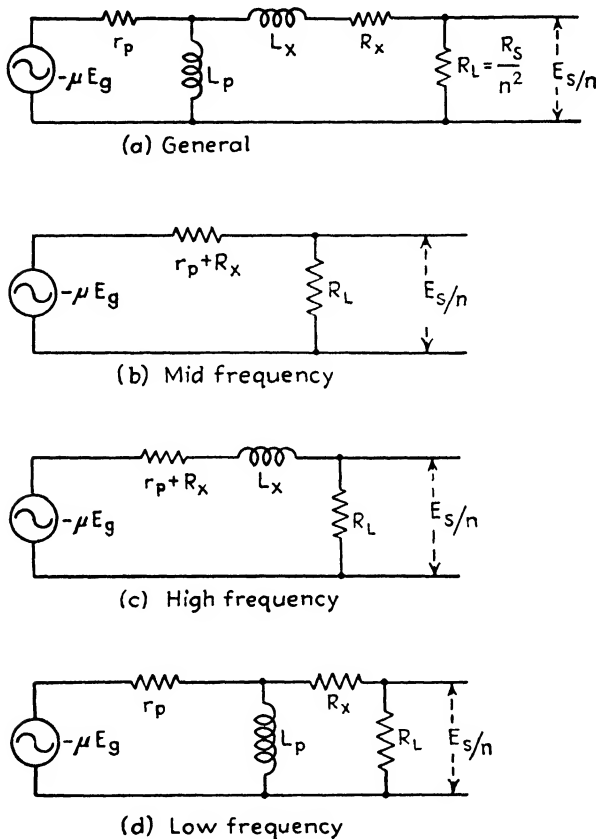 r_p L_x R_x
-μE_g L_p R_L = R_S/n² E_S/n
(a) General
r_p+R_x
-μE_g R_L E_S/n
(b) Mid frequency
r_p+R_x L_x
-μE_g R_L E_S/n
(c) High frequency
r_p R_x
-μE_g L_p R_L E_S/n
(d) Low frequency